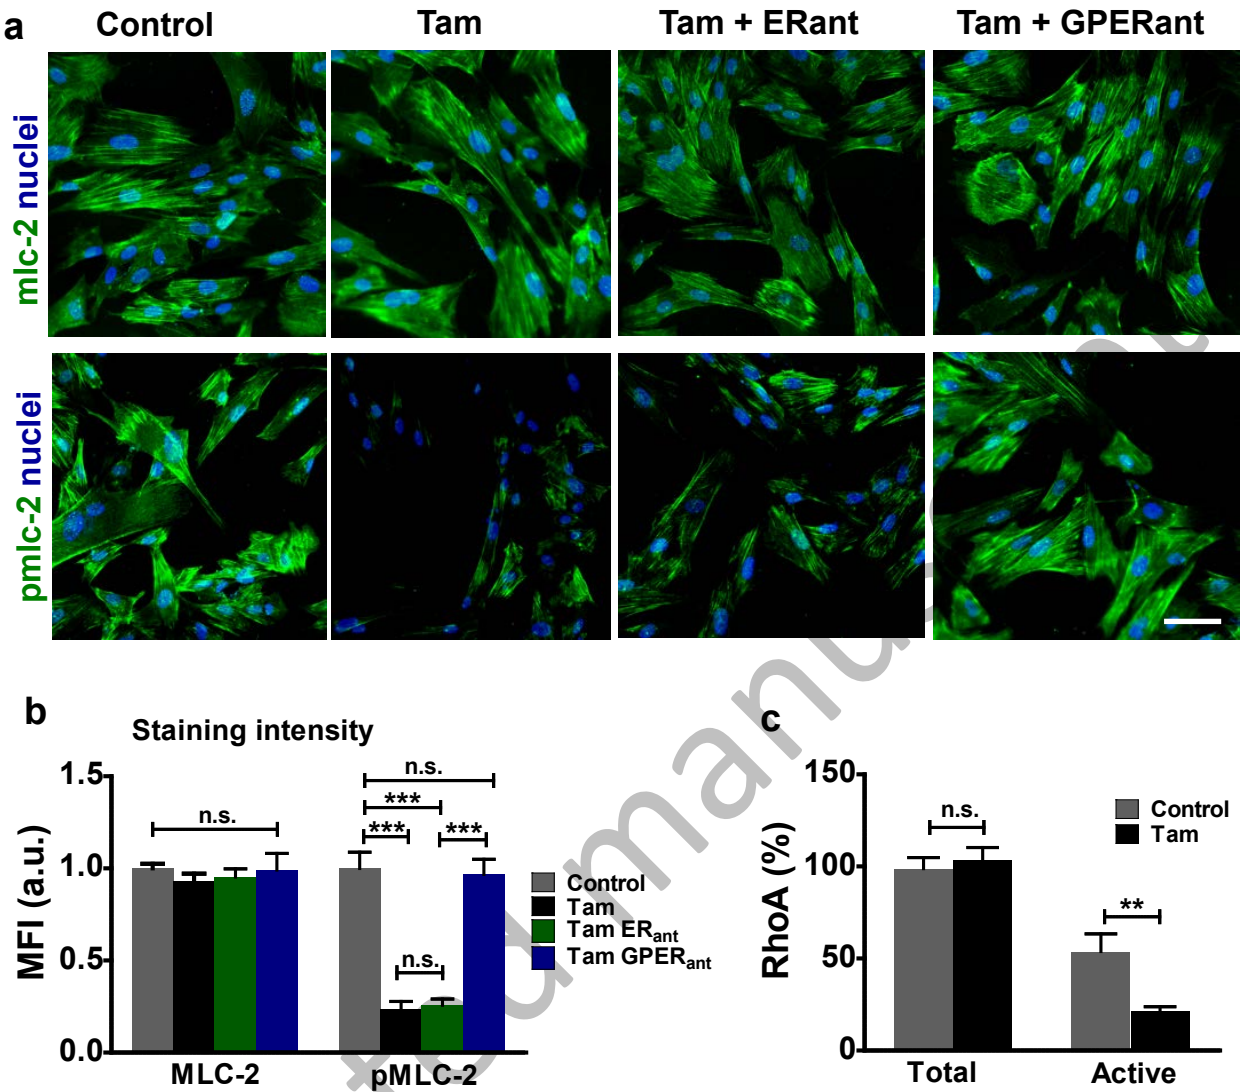 a
Control
Tam
Tam + ERant
Tam + GPERant
mlc-2 nuclei
pmlc-2 nuclei
b
Staining intensity
MFI (a.u.)
1.5
1.0
0.5
0.0
n.s.
n.s.
***
***
***
n.s.
MLC-2
pMLC-2
Control
Tam
Tam ERant
Tam GPERant
c
RhoA (%)
150
100
50
0
n.s.
**
Control
Tam
Total
Active